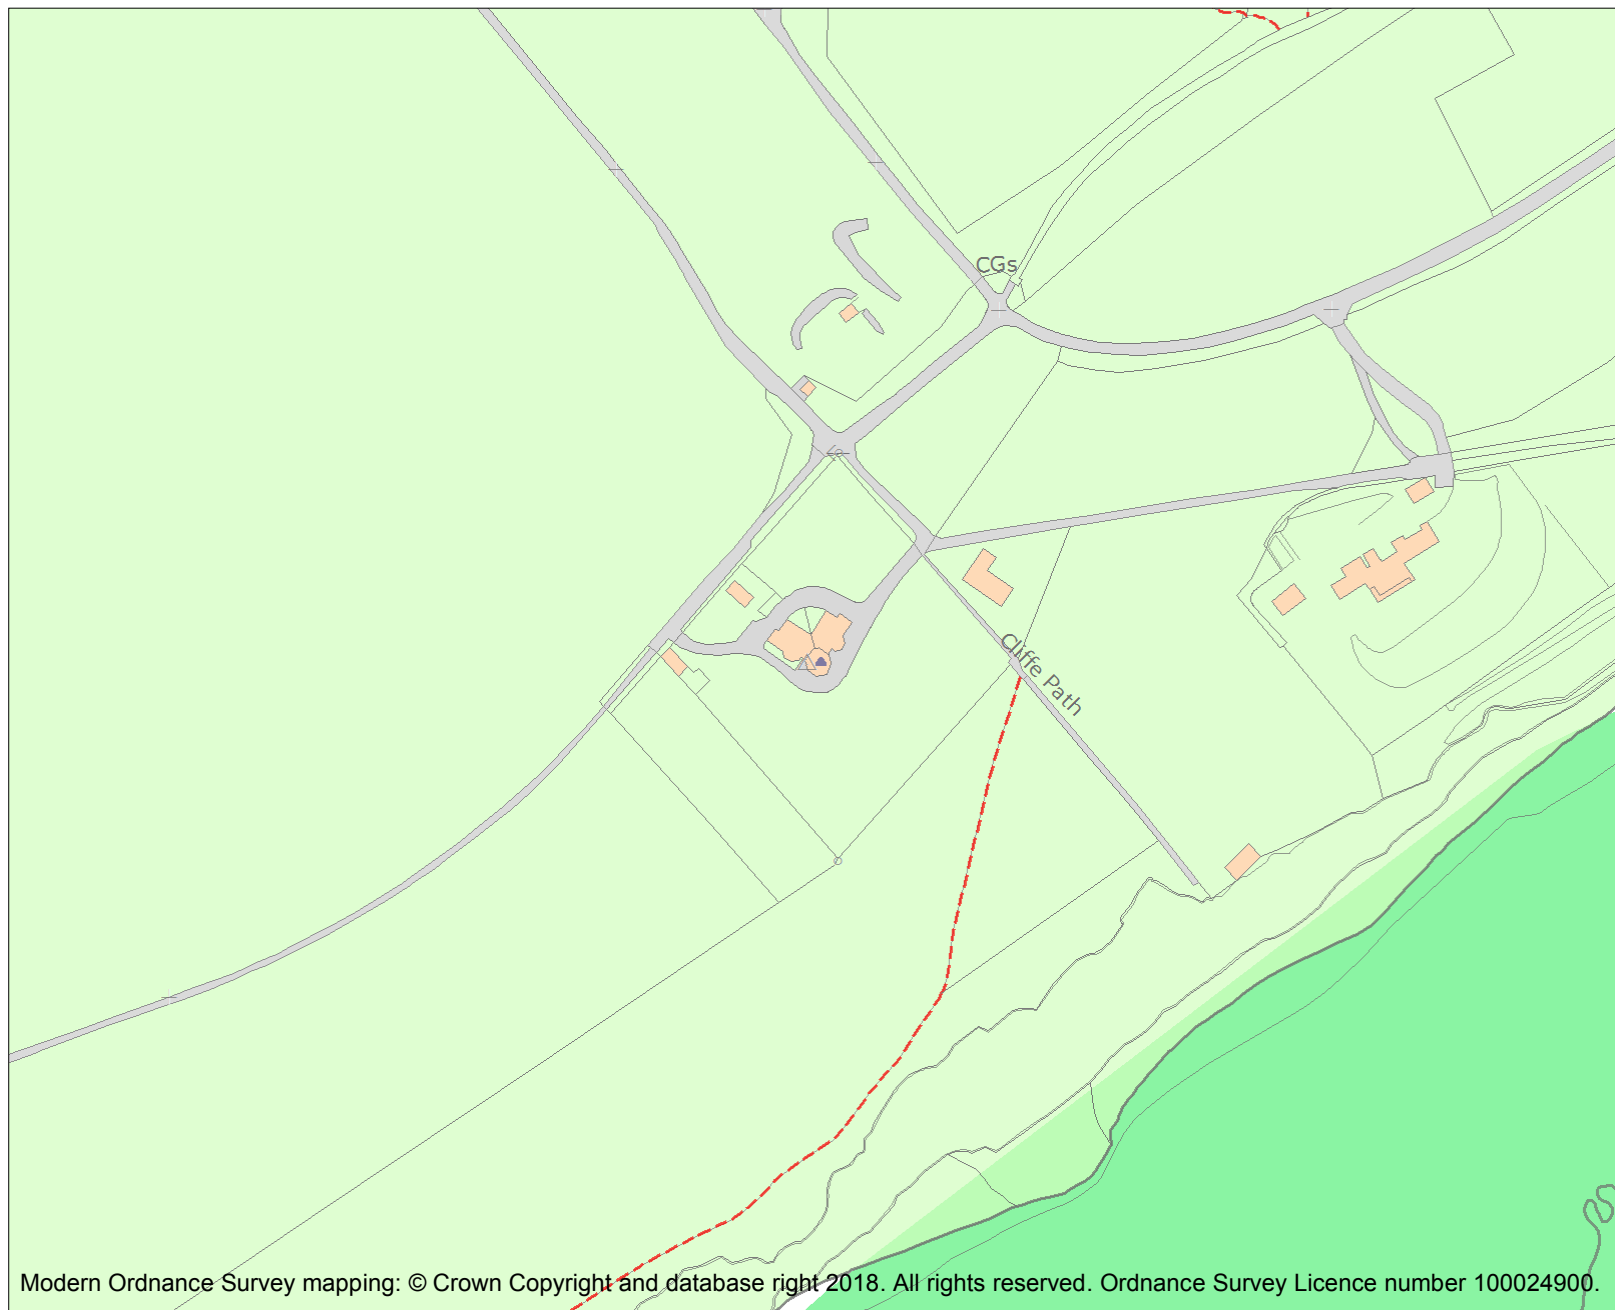 CGs
Cliffe Path
Modern Ordnance Survey mapping: © Crown Copyright and database right 2018. All rights reserved. Ordnance Survey Licence number 100024900.